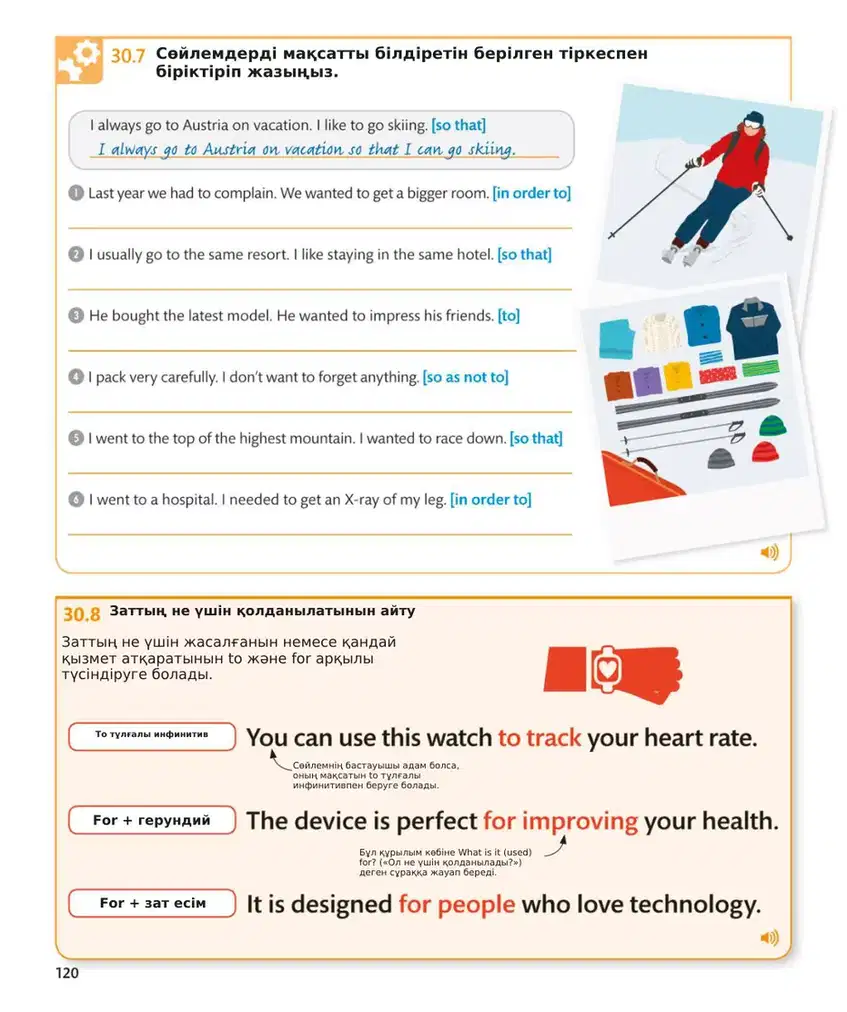 30.7 Сөйлемдерді мақсатты білдіретін берілген тіркеспен
біріктіріп жазыңыз.
I always go to Austria on vacation. I like to go skiing. [so that]
I always go to Austria on vacation so that I can go skiing.
1 Last year we had to complain. We wanted to get a bigger room. [in order to]
2 I usually go to the same resort. I like staying in the same hotel. [so that]
3 He bought the latest model. He wanted to impress his friends. [to]
4 I pack very carefully. I don't want to forget anything. [so as not to]
5 I went to the top of the highest mountain. I wanted to race down. [so that]
6 I went to a hospital. I needed to get an X-ray of my leg. [in order to]
30.8 Заттың не үшін қолданылатынын айту
Заттың не үшін жасалғанын немесе қандай
қызмет атқаратынын to және for арқылы
түсіндіруге болады.
To тұлғалы инфинитив
You can use this watch to track your heart rate.
Сөйлемнің бастауышы адам болса,
оның мақсатын to тұлғалы
инфинитивпен беруге болады.
For + герундий
The device is perfect for improving your health.
Бұл құрылым көбіне What is it (used)
for? («Ол не үшін қолданылады?»)
деген сұраққа жауап береді.
For + зат есім
It is designed for people who love technology.
120